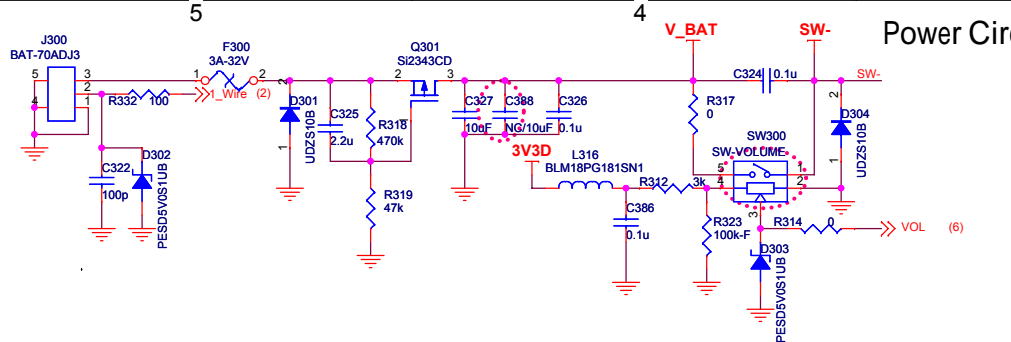 5
4
Power Circ
J300
BAT-70ADJ3
5
4
3
2
1
R332
100
1_Wire (2)
F300
3A-32V
1
2
C322
100p
D302
PESD5V0S1UB
2
D301
1
UDZS10B
C325
2.2u
R318
470k
R319
47k
Q301
Si2343CD
2
3
1
C327
10uF
C388
NC/10uF
C326
0.1u
V_BAT
SW-
C324
0.1u
SW-
R317
0
3V3D
L316
BLM18PG181SN1
R312
3k
C386
0.1u
R323
100k-F
SW300
SW-VOLUME
5
4
1
2
3
2
D304
1
UDZS10B
R314
0
VOL (6)
D303
PESD5V0S1UB